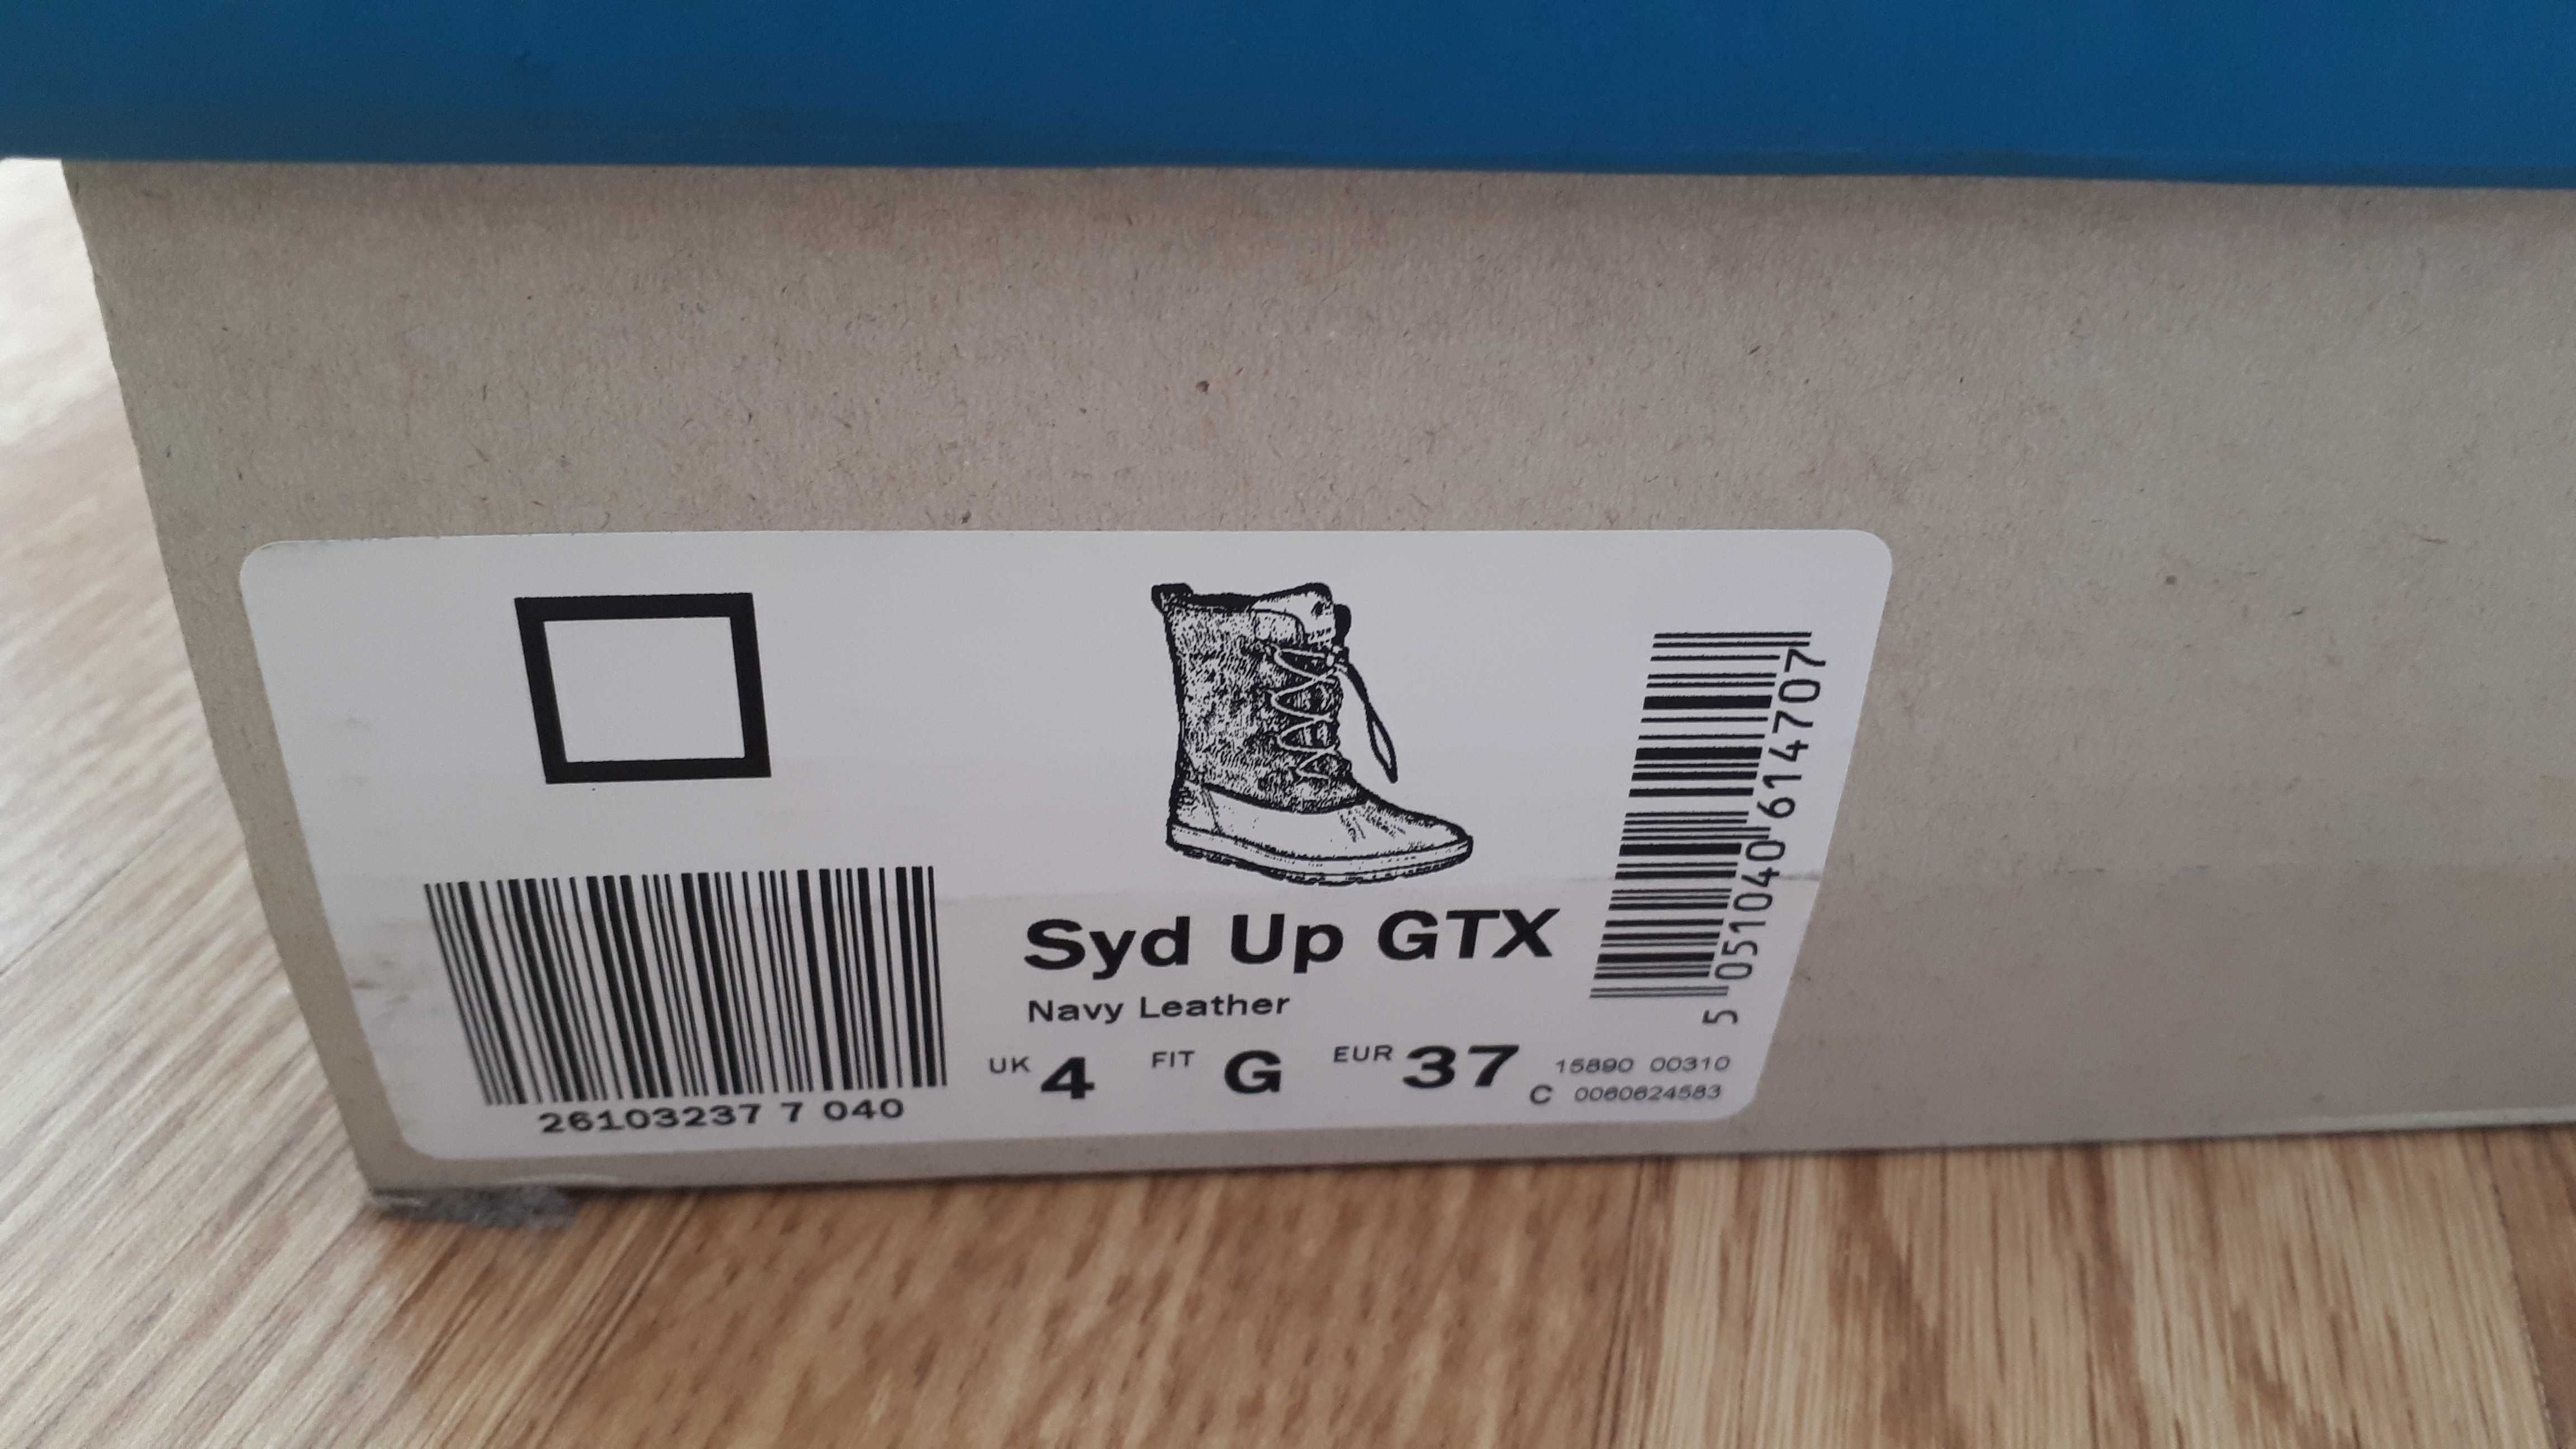 Syd Up GTX
Navy Leather
UK 4 FIT G EUR 37
26103237 7 040
15890 00310
C 0060624583
5 051040 614707